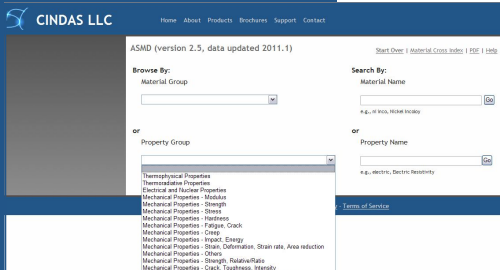 CINDAS LLC
Home About Products Brochures Support Contact
ASMD (version 2.5, data updated 2011.1)
Start Over | Material Cross Index | PDF | Help
Browse By:
Material Group
or
Property Group
Search By:
Material Name
Go
e.g., ni inco, Nickel Incoloy
or
Property Name
Go
e.g., electric, Electric Resistivity
Thermophysical Properties
Thermoradiative Properties
Electrical and Nuclear Properties
Mechanical Properties - Modulus
Mechanical Properties - Strength
Mechanical Properties - Stress
Mechanical Properties - Hardness
Mechanical Properties - Fatigue, Crack
Mechanical Properties - Creep
Mechanical Properties - Impact, Energy
Mechanical Properties - Strain, Deformation, Strain rate, Area reduction
Mechanical Properties - Others
Mechanical Properties - Strength, Relative/Ratio
Mechanical Properties - Crack, Toughness, Intensity
- Terms of Service